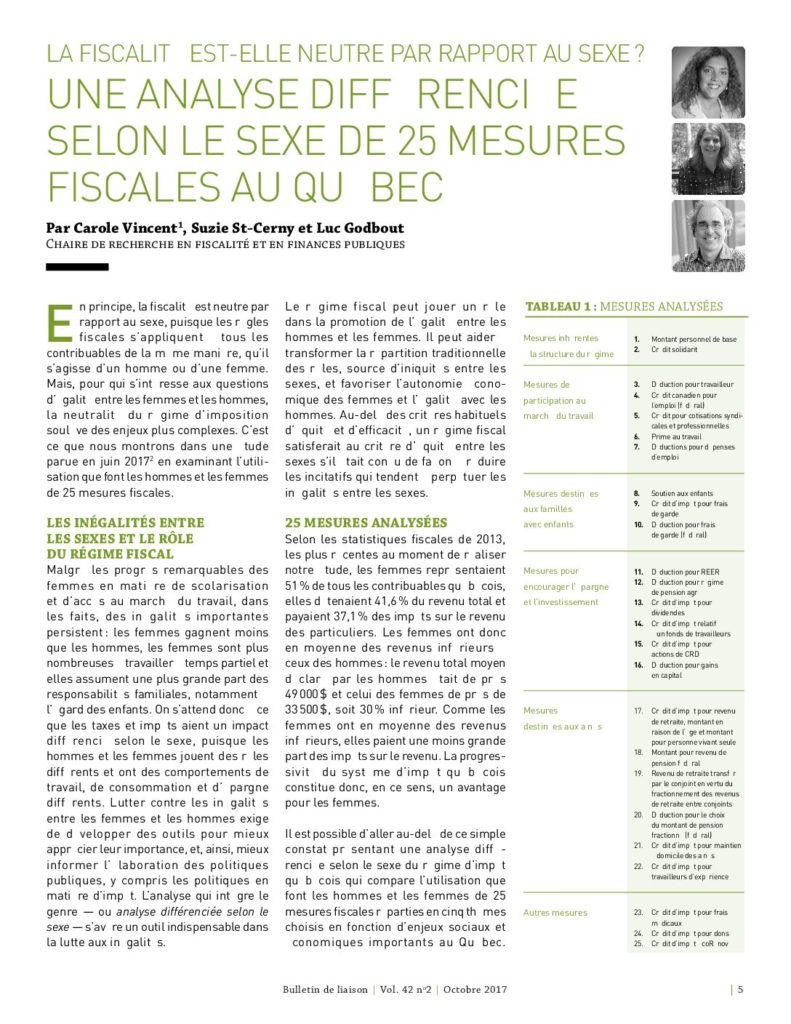 LA FISCALIT EST-ELLE NEUTRE PAR RAPPORT AU SEXE ?
UNE ANALYSE DIFF RENCI E
SELON LE SEXE DE 25 MESURES
FISCALES AU QU BEC
Par Carole Vincent1, Suzie St-Cerny et Luc Godbout
Chaire de recherche en fiscalité et en finances publiques
En principe, la fiscalit est neutre par
rapport au sexe, puisque les r gles
fiscales s'appliquent tous les
contribuables de la m me mani re, qu'il
s'agisse d'un homme ou d'une femme.
Mais, pour qui s'int resse aux questions
d' galit entre les femmes et les hommes,
la neutralit du r gime d'imposition
soul ve des enjeux plus complexes. C'est
ce que nous montrons dans une tude
parue en juin 2017² en examinant l'utili-
sation que font les hommes et les femmes
de 25 mesures fiscales.
LES INÉGALITÉS ENTRE
LES SEXES ET LE RÔLE
DU RÉGIME FISCAL
Malgr les progr s remarquables des
femmes en mati re de scolarisation
et d'acc s au march du travail, dans
les faits, des in galit s importantes
persistent : les femmes gagnent moins
que les hommes, les femmes sont plus
nombreuses travailler temps partiel et
elles assument une plus grande part des
responsabilit s familiales, notamment
l' gard des enfants. On s'attend donc ce
que les taxes et imp ts aient un impact
diff renci selon le sexe, puisque les
hommes et les femmes jouent des r les
diff rents et ont des comportements de
travail, de consommation et d' pargne
diff rents. Lutter contre les in galit s
entre les femmes et les hommes exige
de d velopper des outils pour mieux
appr cier leur importance, et, ainsi, mieux
informer l' laboration des politiques
publiques, y compris les politiques en
mati re d'imp t. L'analyse qui int gre le
genre — ou analyse différenciée selon le
sexe — s'av re un outil indispensable dans
la lutte aux in galit s.
Le r gime fiscal peut jouer un r le
dans la promotion de l' galit entre les
hommes et les femmes. Il peut aider
transformer la r partition traditionnelle
des r les, source d'iniquit s entre les
sexes, et favoriser l'autonomie cono-
mique des femmes et l' galit avec les
hommes. Au-del des crit res habituels
d' quit et d'efficacit , un r gime fiscal
satisferait au crit re d' quit entre les
sexes s'il tait con u de fa on r duire
les incitatifs qui tendent perp tuer les
in galit s entre les sexes.
25 MESURES ANALYSÉES
Selon les statistiques fiscales de 2013,
les plus r centes au moment de r aliser
notre tude, les femmes repr sentaient
51 % de tous les contribuables qu b cois,
elles d tenaient 41,6 % du revenu total et
payaient 37,1 % des imp ts sur le revenu
des particuliers. Les femmes ont donc
en moyenne des revenus inf rieurs
ceux des hommes : le revenu total moyen
d clar par les hommes tait de pr s
49 000 $ et celui des femmes de pr s de
33 500 $, soit 30 % inf rieur. Comme les
femmes ont en moyenne des revenus
inf rieurs, elles paient une moins grande
part des imp ts sur le revenu. La progres-
sivit du syst me d'imp t qu b cois
constitue donc, en ce sens, un avantage
pour les femmes.
Il est possible d'aller au-del de ce simple
constat pr sentant une analyse diff -
renci e selon le sexe du r gime d'imp t
qu b cois qui compare l'utilisation que
font les hommes et les femmes de 25
mesures fiscales r parties en cinq th mes
choisis en fonction d'enjeux sociaux et
conomiques importants au Qu bec.
TABLEAU 1 : MESURES ANALYSÉES
Mesures inh rentes
la structure du r gime
1. Montant personnel de base
2. Cr dit solidarit
Mesures de
participation au
march du travail
3. D duction pour travailleur
4. Cr dit canadien pour
l'emploi (f d ral)
5. Cr dit pour cotisations syndi-
cales et professionnelles
6. Prime au travail
7. D ductions pour d penses
d'emploi
Mesures destin es
aux familles
avec enfants
8. Soutien aux enfants
9. Cr dit d'imp t pour frais
de garde
10. D duction pour frais
de garde (f d ral)
Mesures pour
encourager l' pargne
et l'investissement
11. D duction pour REER
12. D duction pour r gime
de pension agr
13. Cr dit d'imp t pour
dividendes
14. Cr dit d'imp t relatif
un fonds de travailleurs
15. Cr dit d'imp t pour
actions de CRD
16. D duction pour gains
en capital
Mesures
destin es aux a n s
17. Cr dit d'imp t pour revenu
de retraite, montant en
raison de l' ge et montant
pour personne vivant seule
18. Montant pour revenu de
pension f d ral
19. Revenu de retraite transf r
par le conjoint en vertu du
fractionnement des revenus
de retraite entre conjoints
20. D duction pour le choix
du montant de pension
fractionn (f d ral)
21. Cr dit d'imp t pour maintien
domicile des a n s
22. Cr dit d'imp t pour
travailleurs d'exp rience
Autres mesures
23. Cr dit d'imp t pour frais
m dicaux
24. Cr dit d'imp t pour dons
25. Cr dit d'imp t coR nov
Bulletin de liaison | Vol. 42 nº2 | Octobre 2017
| 5